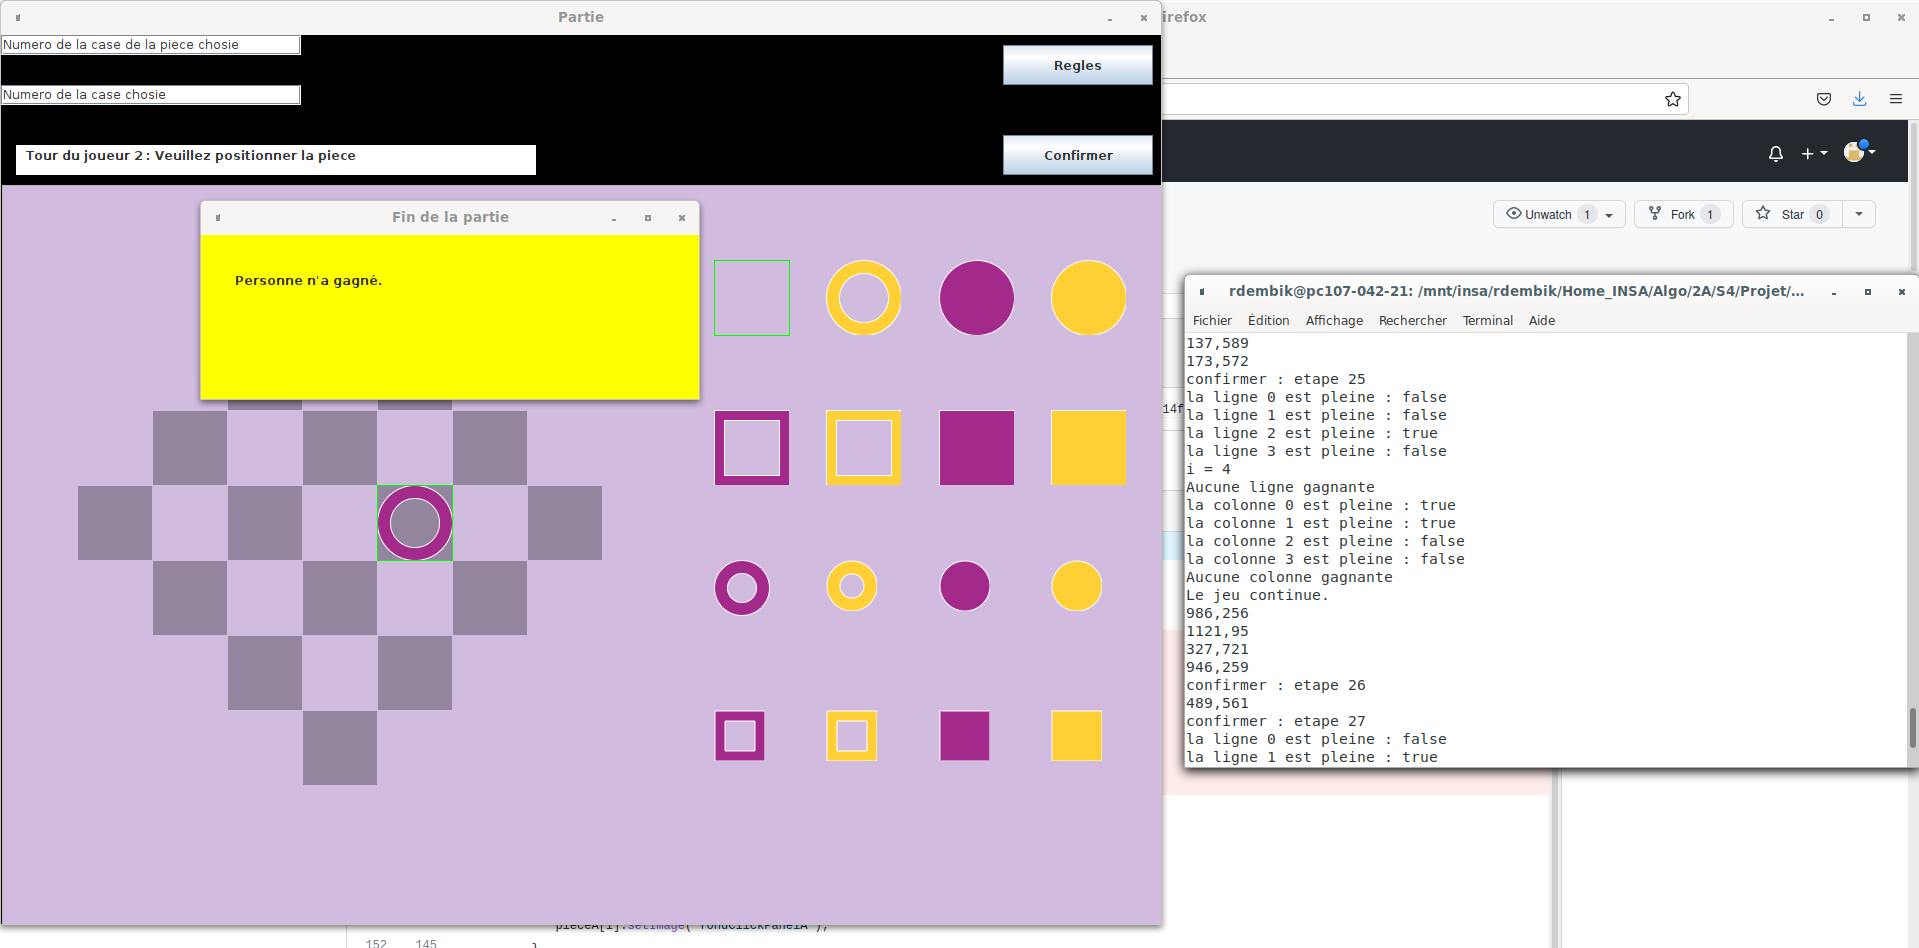 Partie
irefox
Numero de la case de la piece chosie
Numero de la case chosie
Regles
Tour du joueur 2 : Veuillez positionner la piece
Confirmer
Unwatch 1
Fork 1
Star 0
Fin de la partie
Personne n'a gagné.
14f
rdembik@pc107-042-21: /mnt/insa/rdembik/Home_INSA/Algo/2A/S4/Projet/...
Fichier Édition Affichage Rechercher Terminal Aide
137,589
173,572
confirmer : etape 25
la ligne 0 est pleine : false
la ligne 1 est pleine : false
la ligne 2 est pleine : true
la ligne 3 est pleine : false
i = 4
Aucune ligne gagnante
la colonne 0 est pleine : true
la colonne 1 est pleine : true
la colonne 2 est pleine : false
la colonne 3 est pleine : false
Aucune colonne gagnante
Le jeu continue.
986,256
1121,95
327,721
946,259
confirmer : etape 26
489,561
confirmer : etape 27
la ligne 0 est pleine : false
la ligne 1 est pleine : true
pieceA[i].setImage("fondClickPanelA");
152 145 }